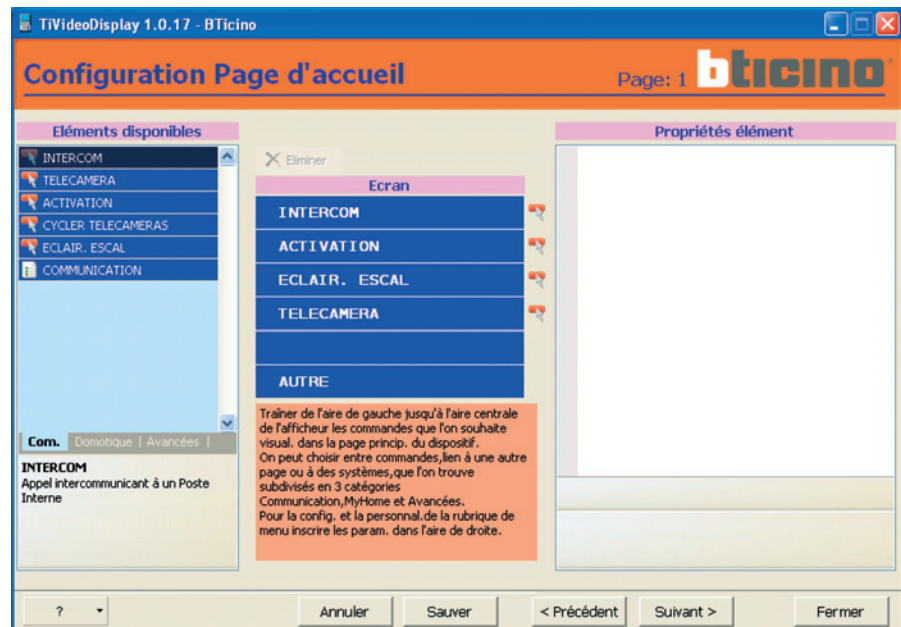 TiVideoDisplay 1.0.17 - BTicino
Configuration Page d'accueil
Page: 1
bticino
Eléments disponibles
INTERCOM
TELECAMERA
ACTIVATION
CYCLER TELECAMERAS
ECLAIR. ESCAL
COMMUNICATION
Com. Domotique | Avancées |
INTERCOM
Appel intercommunicant à un Poste
Interne
Eliminer
Ecran
INTERCOM
ACTIVATION
ECLAIR. ESCAL
TELECAMERA
AUTRE
Traîner de l'aire de gauche jusqu'à l'aire centrale
de l'afficheur les commandes que l'on souhaite
visual. dans la page princip. du dispositif.
On peut choisir entre commandes,lien à une autre
page ou à des systèmes,que l'on trouve
subdivisés en 3 catégories
Communication,MyHome et Avancées.
Pour la config. et la personnal.de la rubrique de
menu inscrire les param. dans l'aire de droite.
Propriétés élément
?
Annuler
Sauver
< Précédent
Suivant >
Fermer